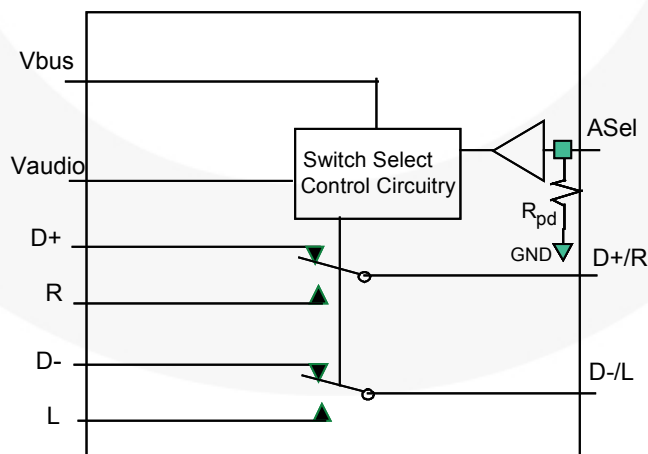 Vbus
ASel
Vaudio
Switch Select
Control Circuitry
Rpd
D+
GND
D+/R
R
D-
D-/L
L